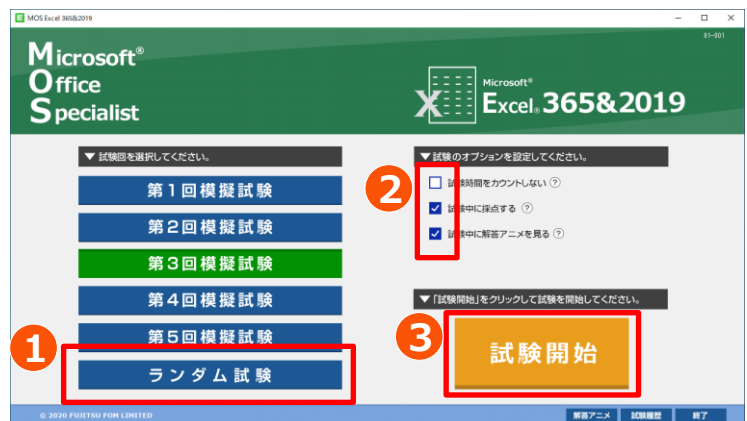 MOS Excel 365&2019
S1-001
Microsoft®
Office
Specialist
Microsoft®
Excel® 365&2019
▼ 試験回を選択してください。
第1回模擬試験
第2回模擬試験
第3回模擬試験
第4回模擬試験
第5回模擬試験
1
ランダム試験
▼ 試験のオプションを設定してください。
2
試験時間をカウントしない ?
試験中に採点する ?
試験中に解答アニメを見る ?
▼「試験開始」をクリックして試験を開始してください。
3
試験開始
© 2020 FUJITSU FOM LIMITED
解答アニメ
試験履歴
終了